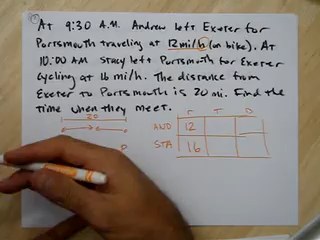 At 9:30 A.M. Andrew left Exeter for
Portsmouth traveling at 12 mi/h (on bike). At
10:00 AM Stacy left Portsmouth for Exeter
cycling at 16 mi/h. The distance from
Exeter to Portsmouth is 20 mi. Find the
time when they meet.
20
P
r T D
AND 12
STA 16